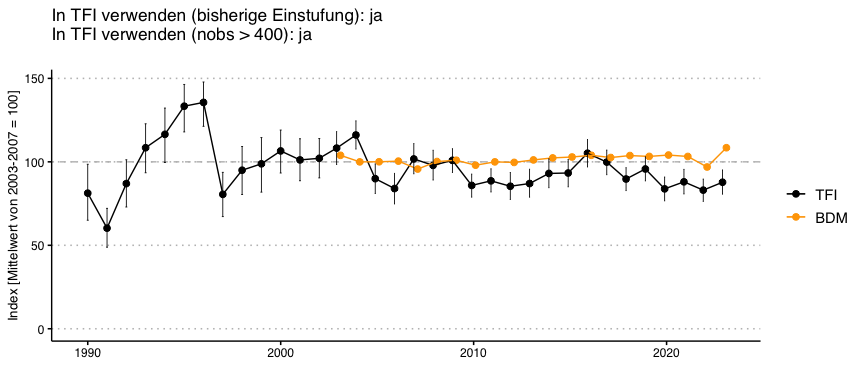 In TFI verwenden (bisherige Einstufung): ja
In TFI verwenden (nobs > 400): ja
Index [Mittelwert von 2003-2007 = 100]
150
100
50
0
1990
2000
2010
2020
TFI
BDM